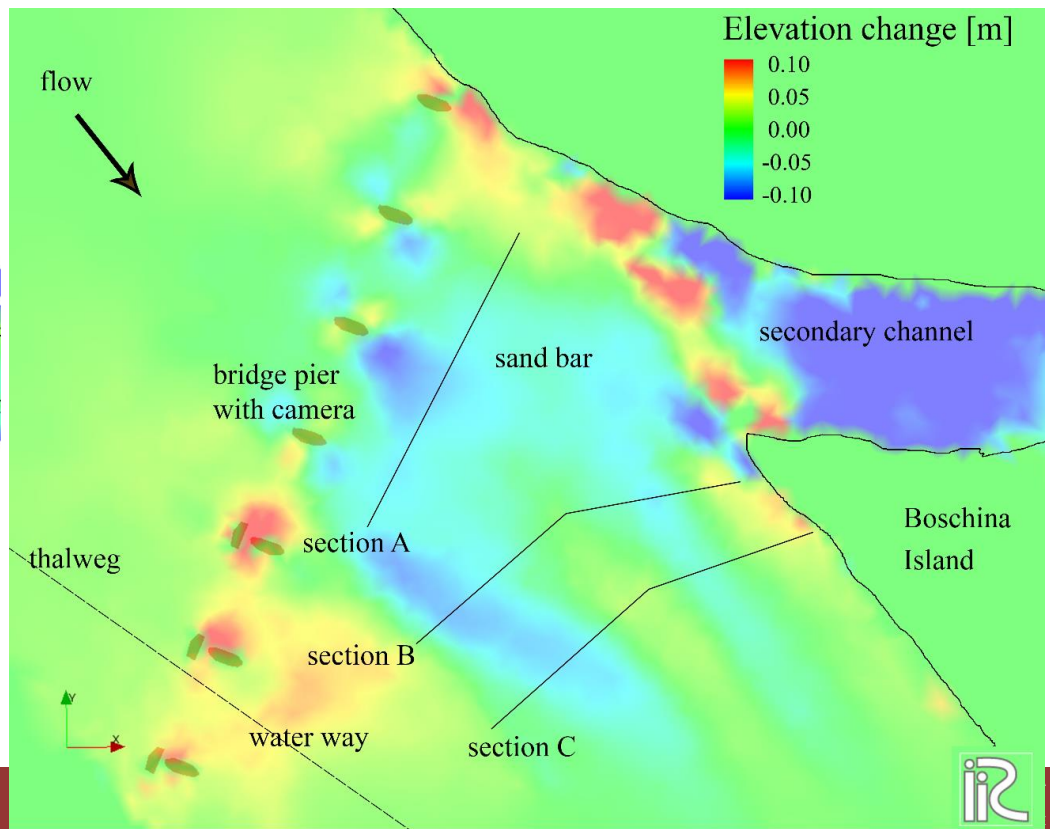 Elevation change [m]
0.10
0.05
0.00
-0.05
-0.10
flow
secondary channel
sand bar
bridge pier
with camera
section A
Boschina
Island
thalweg
section B
section C
water way
Y
X
iRIC